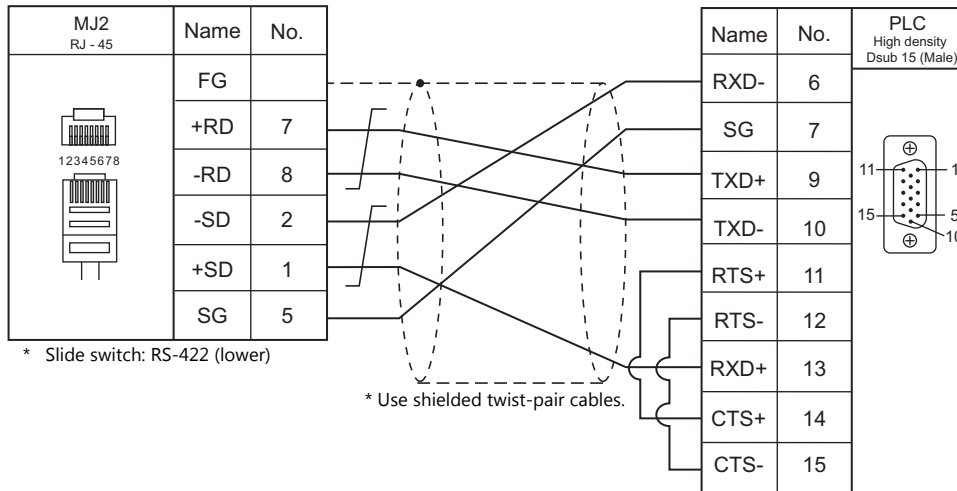 MJ2
RJ - 45
Name No.
FG
+RD 7
-RD 8
-SD 2
+SD 1
SG 5
12345678
* Slide switch: RS-422 (lower)
* Use shielded twist-pair cables.
Name No.
RXD- 6
SG 7
TXD+ 9
TXD- 10
RTS+ 11
RTS- 12
RXD+ 13
CTS+ 14
CTS- 15
PLC
High density
Dsub 15 (Male)
11 1
15 5
10